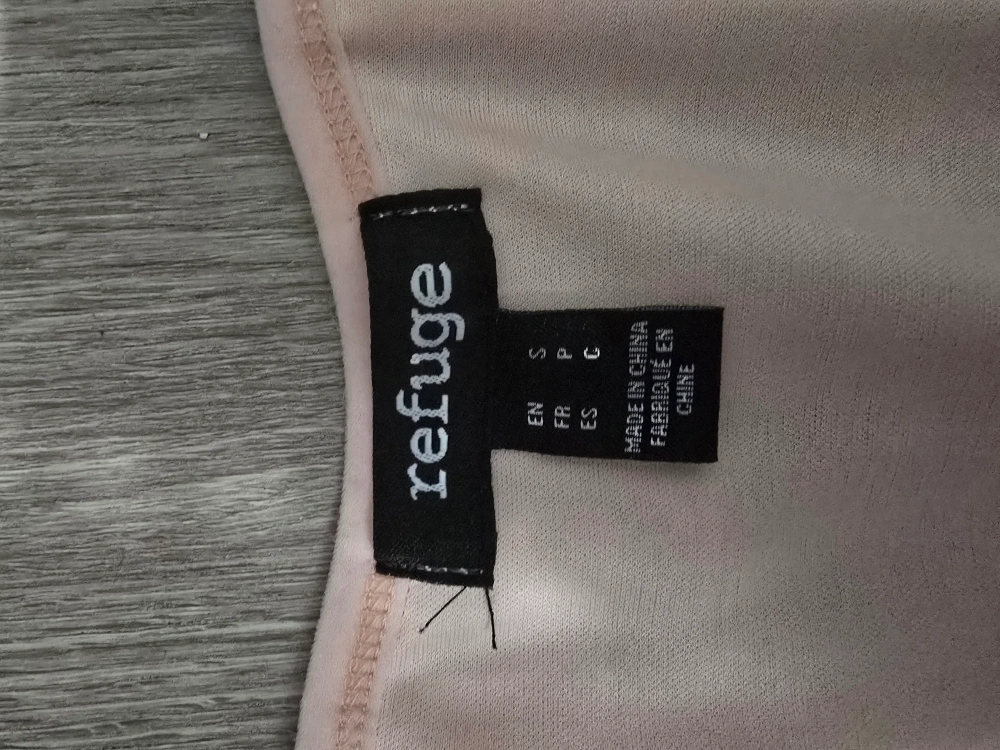 refuge
EN S
FR P
ES G
MADE IN CHINA
FABRIQUÉ EN
CHINE